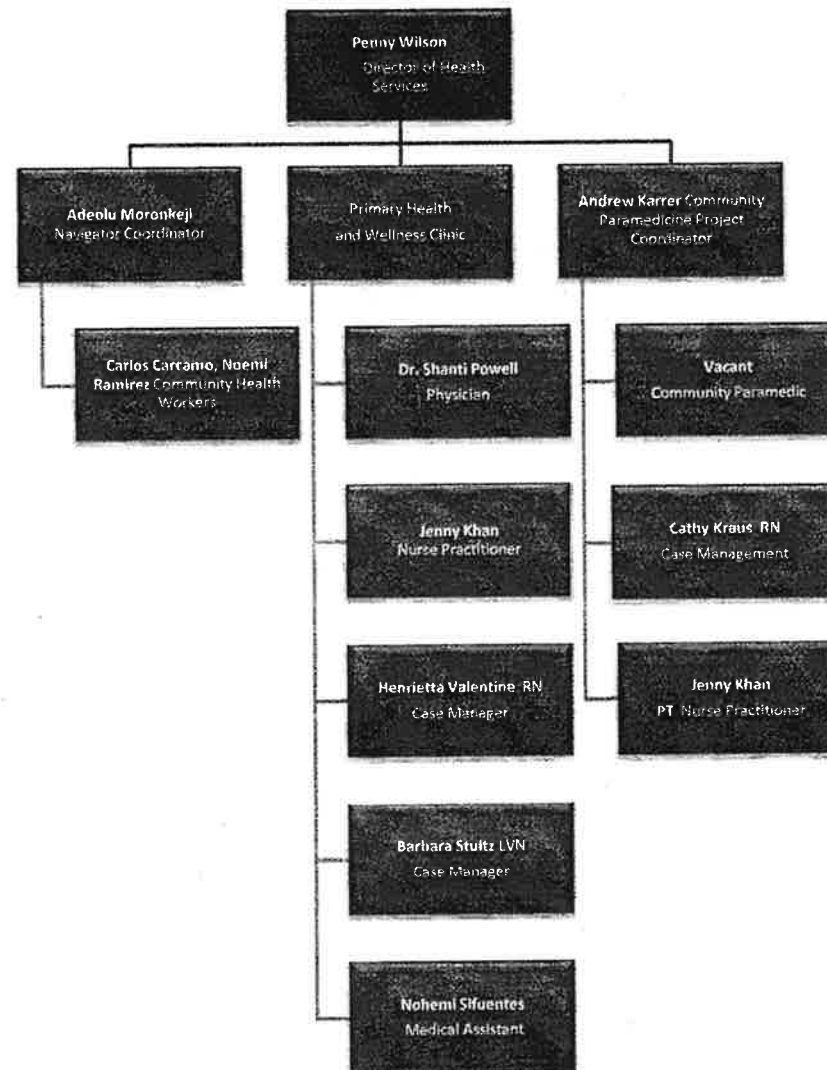 Penny Wilson
Director of Health
Services
Adeolu Moronkeji
Navigator Coordinator
Primary Health
and Wellness Clinic
Andrew Karrer Community
Paramedicine Project
Coordinator
Carlos Carcamo, Noemi
Ramirez Community Health
Workers
Dr. Shanti Powell
Physician
Vacant
Community Paramedic
Jenny Khan
Nurse Practitioner
Cathy Kraus RN
Case Management
Henrietta Valentine RN
Case Manager
Jenny Khan
PT Nurse Practitioner
Barbara Stultz LVN
Case Manager
Nohemi Sifuentes
Medical Assistant